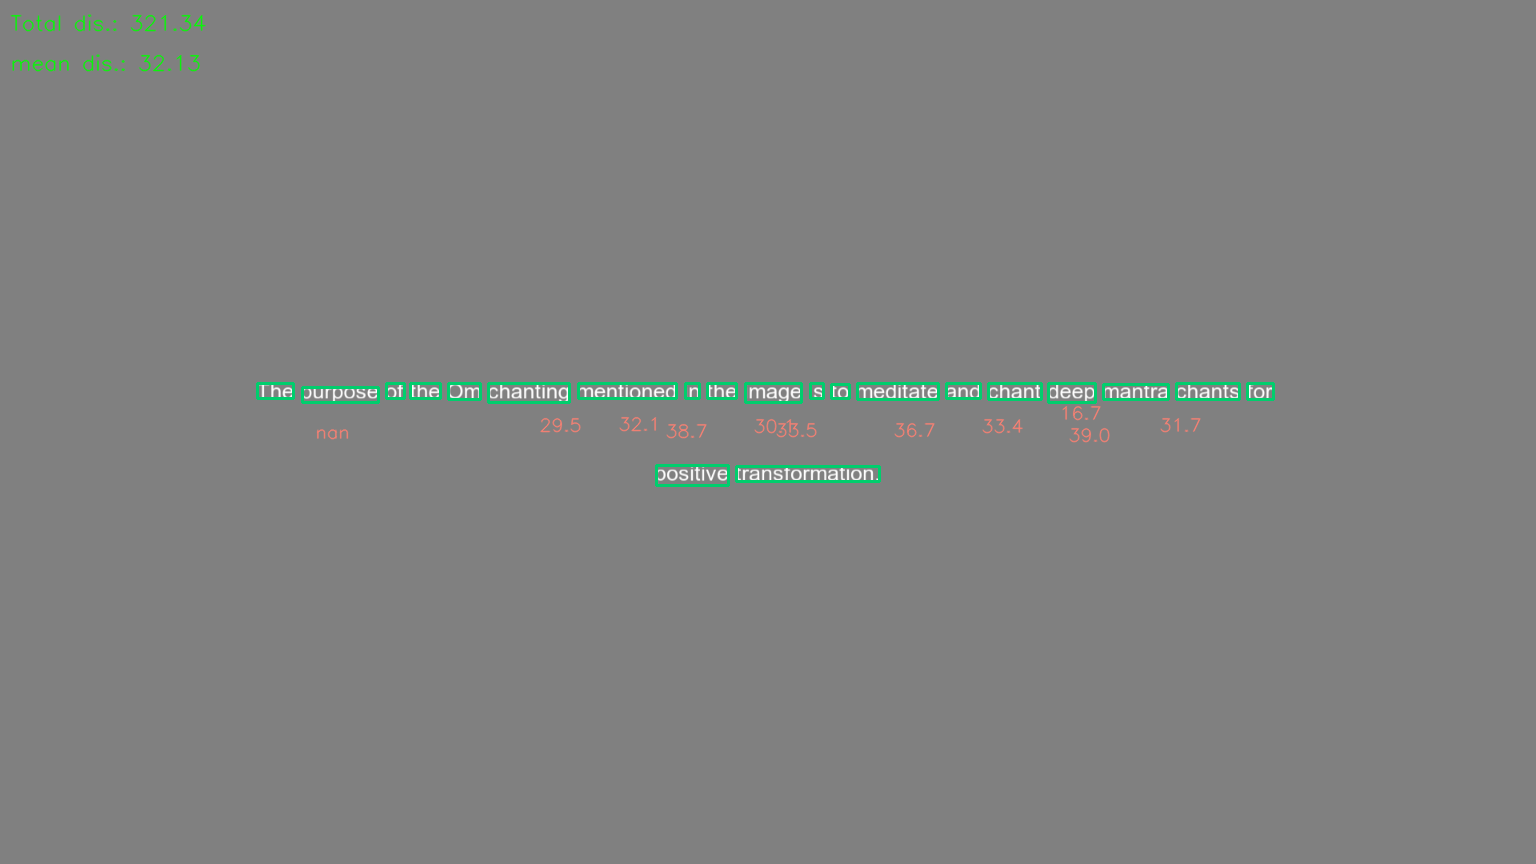 Total dis.: 321.34
mean dis.: 32.13
The purpose of the Om chanting mentioned in the image is to meditate and chant deep mantra chants for
nan 29.5 32.1 38.7 30.1 33.5 36.7 33.4 16.7 39.0 31.7
positive transformation.